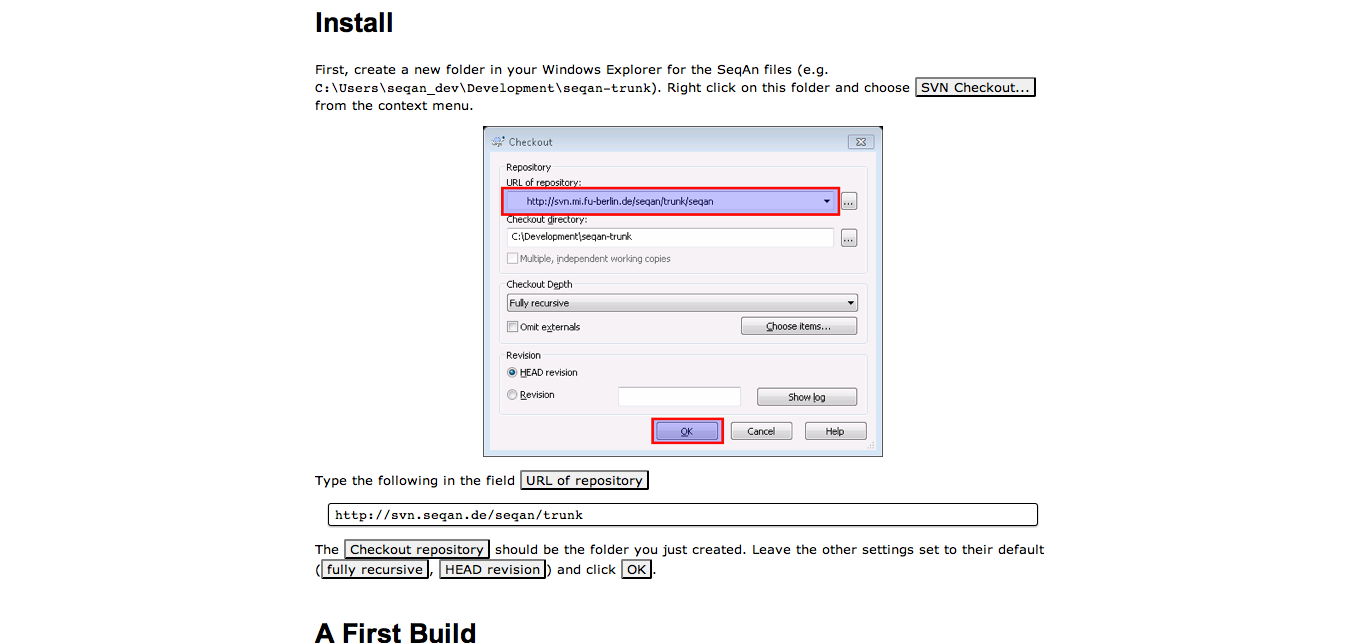 Install
First, create a new folder in your Windows Explorer for the SeqAn files (e.g.
C:\Users\seqan_dev\Development\seqan-trunk). Right click on this folder and choose SVN Checkout...
from the context menu.
Checkout
Repository
URL of repository:
http://svn.mi.fu-berlin.de/seqan/trunk/seqan
...
Checkout directory:
C:\Development\seqan-trunk
...
Multiple, independent working copies
Checkout Depth
Fully recursive
Omit externals
Choose items...
Revision
HEAD revision
Revision
Show log
OK Cancel Help
Type the following in the field URL of repository
http://svn.seqan.de/seqan/trunk
The Checkout repository should be the folder you just created. Leave the other settings set to their default
(fully recursive, HEAD revision) and click OK.
A First Build